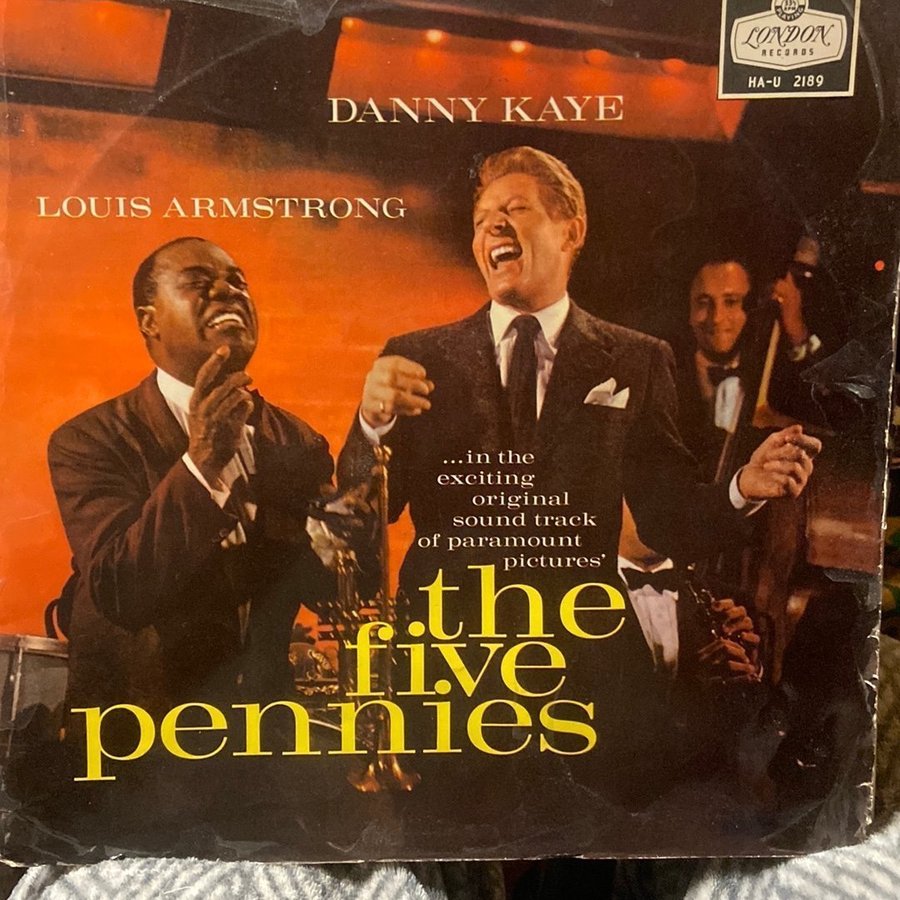 LONDON
RECORDS
HA-U 2189
DANNY KAYE
LOUIS ARMSTRONG
...in the
exciting
original
sound track
of paramount
pictures'
the
five
pennies